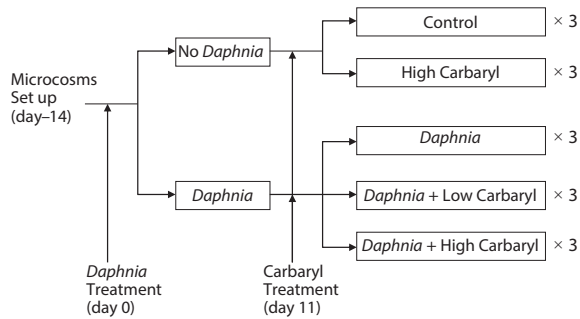 Control
× 3
No Daphnia
High Carbaryl
× 3
Microcosms
Set up
(day–14)
Daphnia
× 3
Daphnia
Daphnia + Low Carbaryl
× 3
Daphnia + High Carbaryl
× 3
Daphnia
Treatment
(day 0)
Carbaryl
Treatment
(day 11)